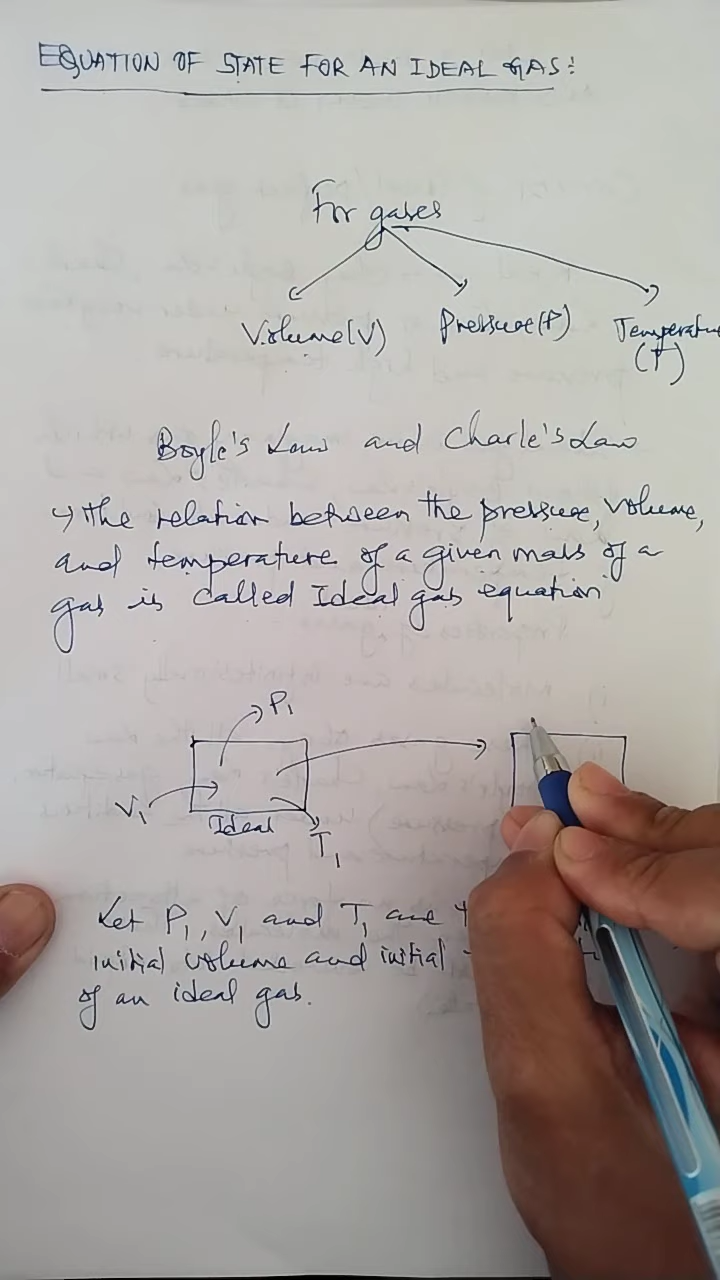 EQUATION OF STATE FOR AN IDEAL GAS:
For gases
Volume(V) Pressure(P) Temperatu
(T)
Boyle's Law and Charle's Law
↳ The relation between the pressure, volume,
and temperature of a given mass of a
gas is called Ideal gas equation
P₁
V₁ Ideal
T₁
Let P₁, V₁ and T₁ are
initial volume and initial
of an ideal gas.